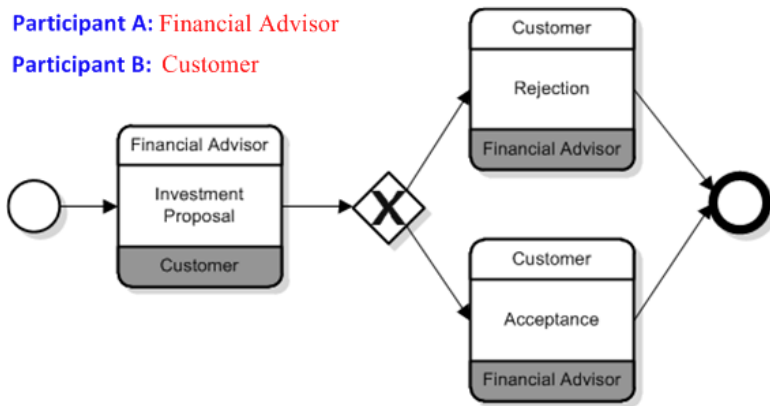 Participant A: Financial Advisor
Participant B: Customer
Financial Advisor
Investment
Proposal
Customer
X
Customer
Rejection
Financial Advisor
Customer
Acceptance
Financial Advisor